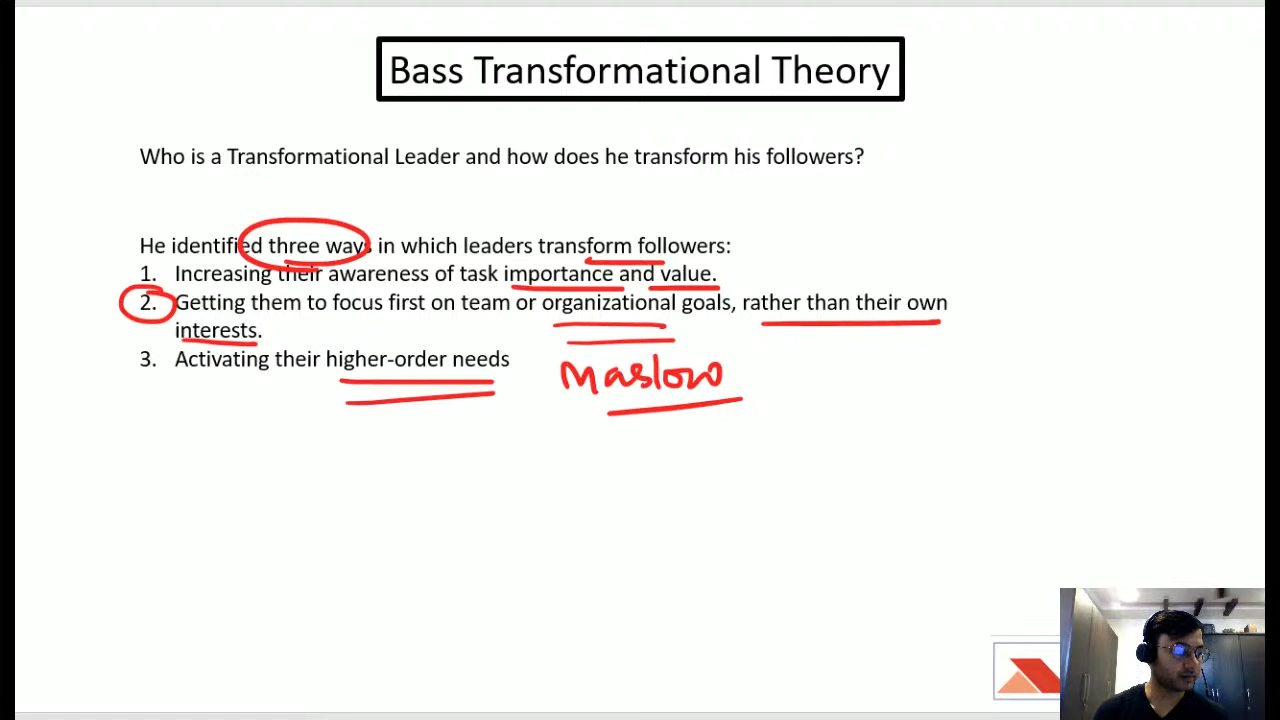 Bass Transformational Theory
Who is a Transformational Leader and how does he transform his followers?
He identified three ways in which leaders transform followers:
1. Increasing their awareness of task importance and value.
2. Getting them to focus first on team or organizational goals, rather than their own
interests.
3. Activating their higher-order needs
Maslow